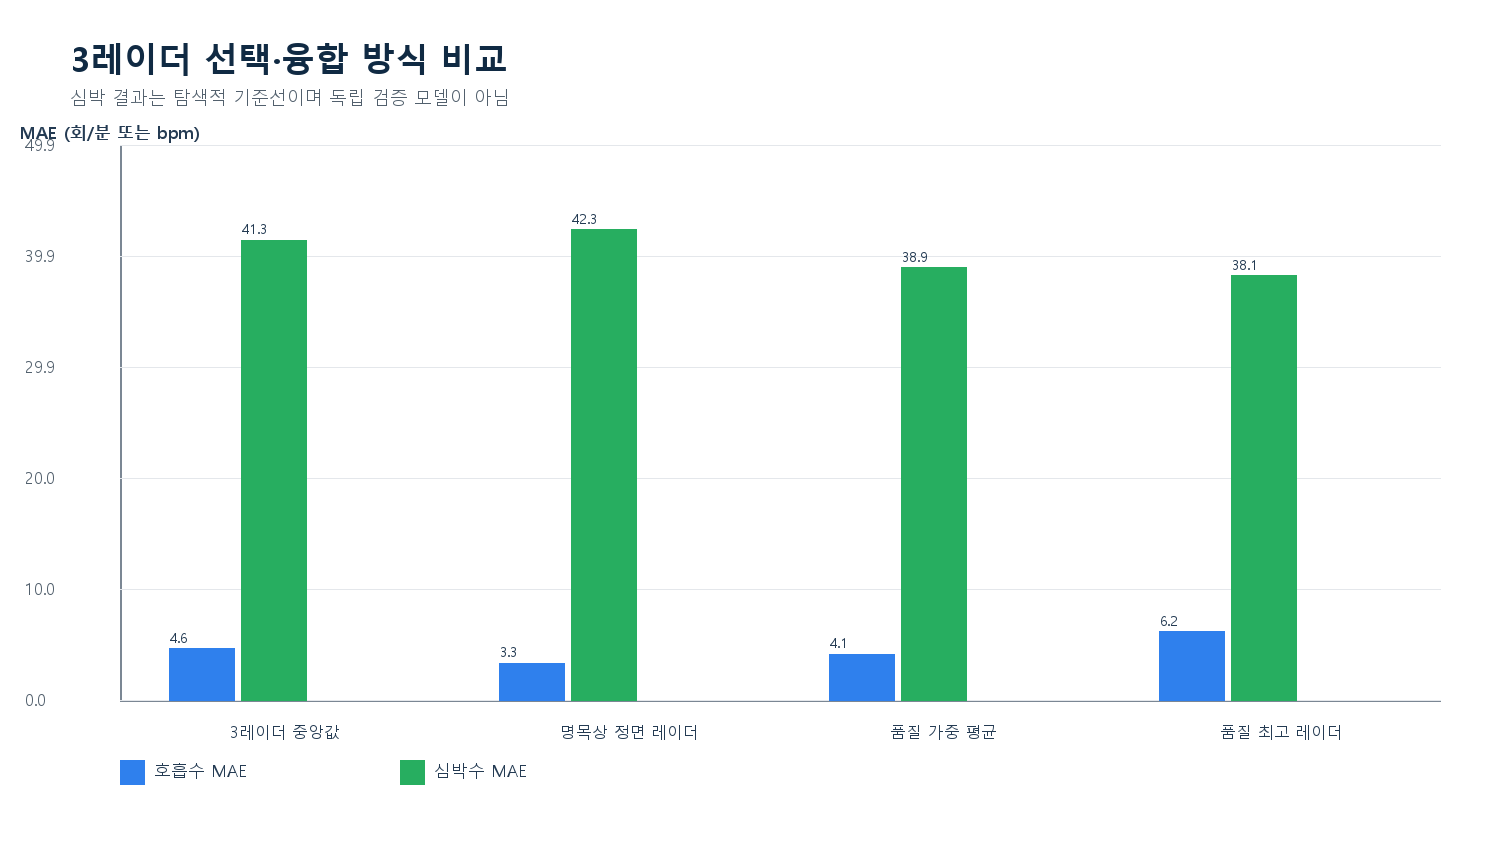 3레이더 선택·융합 방식 비교
심박 결과는 탐색적 기준선이며 독립 검증 모델이 아님
MAE (회/분 또는 bpm)
49.9
41.3
42.3
39.9
38.9
38.1
29.9
20.0
10.0
4.6
3.3
4.1
6.2
0.0
3레이더 중앙값
명목상 정면 레이더
품질 가중 평균
품질 최고 레이더
호흡수 MAE
심박수 MAE